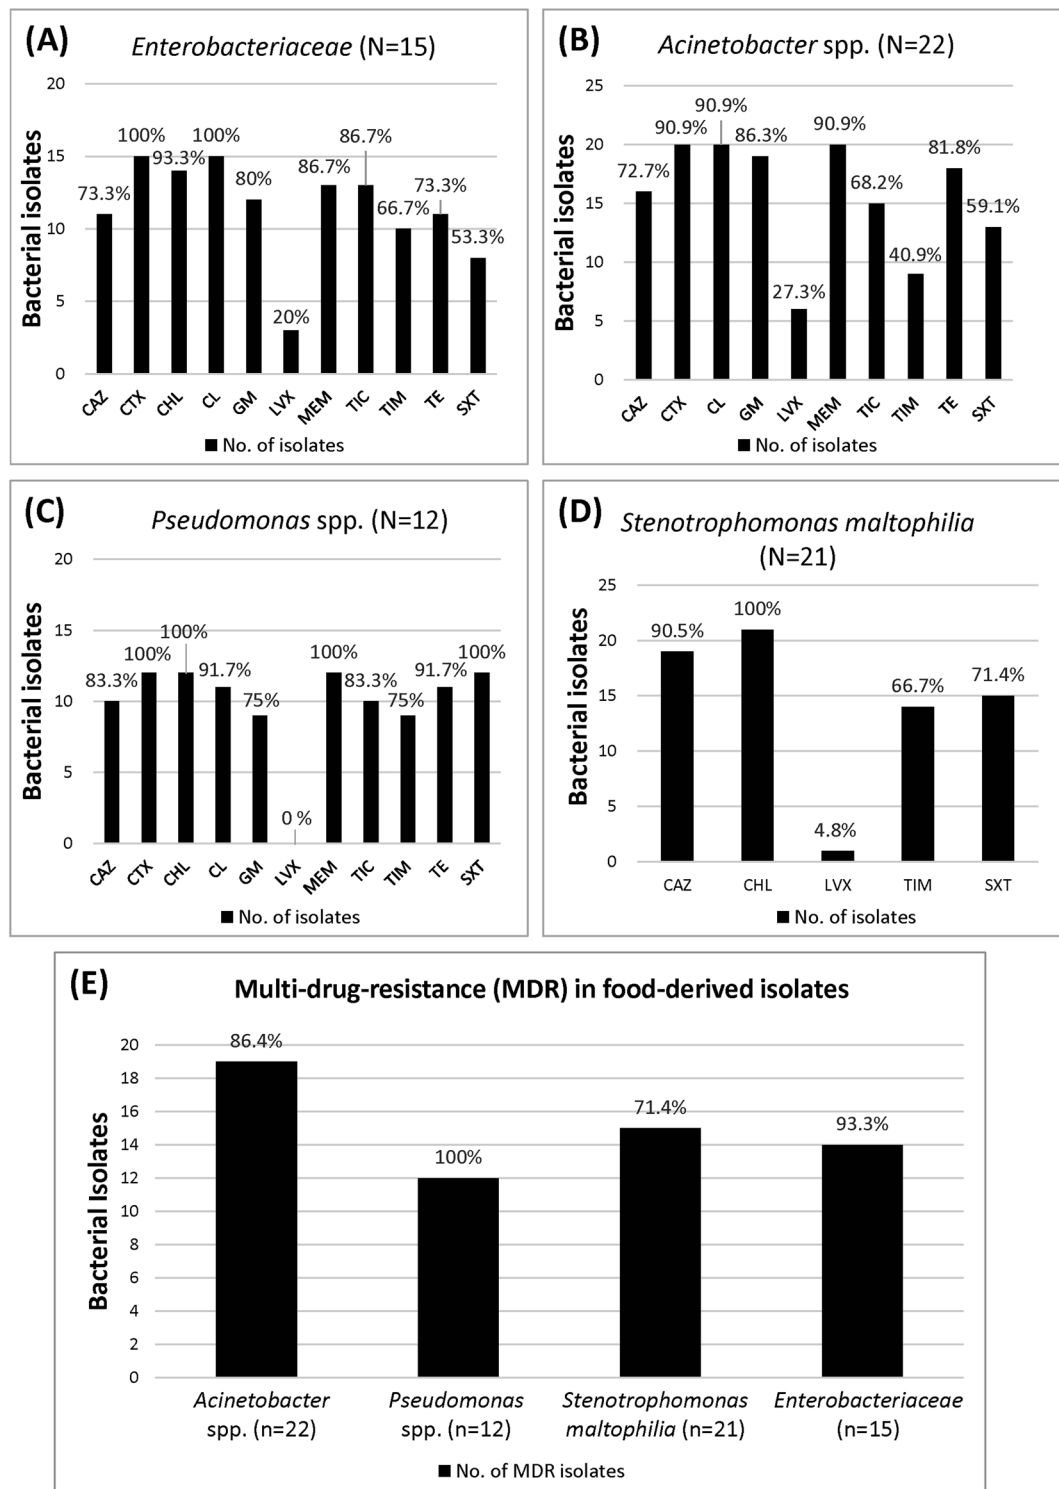 (A)
Enterobacteriaceae (N=15)
Bacterial isolates
20
15
10
5
0
73.3%
100%
93.3%
100%
80%
20%
86.7%
86.7%
66.7%
73.3%
53.3%
CAZ CTX CHL CL GM LVX MEM TIC TIM TE SXT
No. of isolates
(B)
Acinetobacter spp. (N=22)
Bacterial isolates
25
20
15
10
5
0
72.7%
90.9%
90.9%
86.3%
27.3%
90.9%
68.2%
40.9%
81.8%
59.1%
CAZ CTX CL GM LVX MEM TIC TIM TE SXT
No. of isolates
(C)
Pseudomonas spp. (N=12)
Bacterial isolates
20
15
10
5
0
83.3%
100%
100%
91.7%
75%
0 %
100%
83.3%
75%
91.7%
100%
CAZ CTX CHL CL GM LVX MEM TIC TIM TE SXT
No. of isolates
(D)
Stenotrophomonas maltophilia
(N=21)
Bacterial isolates
25
20
15
10
5
0
90.5%
100%
4.8%
66.7%
71.4%
CAZ CHL LVX TIM SXT
No. of isolates
(E)
Multi-drug-resistance (MDR) in food-derived isolates
Bacterial Isolates
20
18
16
14
12
10
8
6
4
2
0
86.4%
100%
71.4%
93.3%
Acinetobacter
spp. (n=22)
Pseudomonas
spp. (n=12)
Stenotrophomonas
maltophilia (n=21)
Enterobacteriaceae
(n=15)
No. of MDR isolates